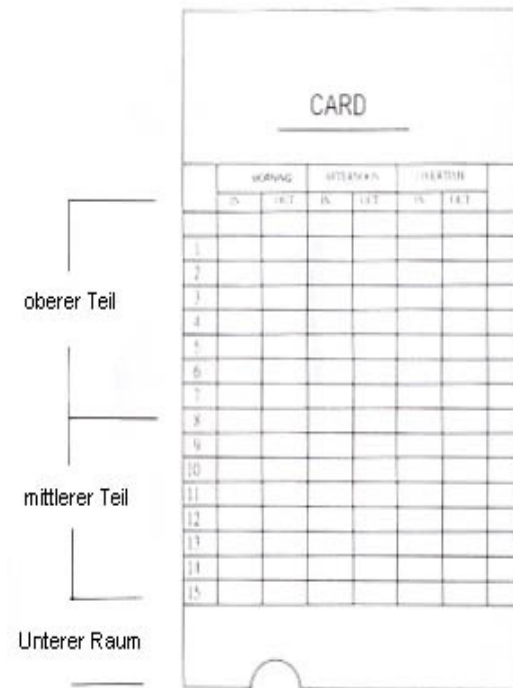 CARD
MORNING AFTERNOON OVERTIME
IN OUT IN OUT IN OUT
1
2
3
oberer Teil
4
5
6
7
8
9
10
mittlerer Teil
11
12
13
14
15
Unterer Raum